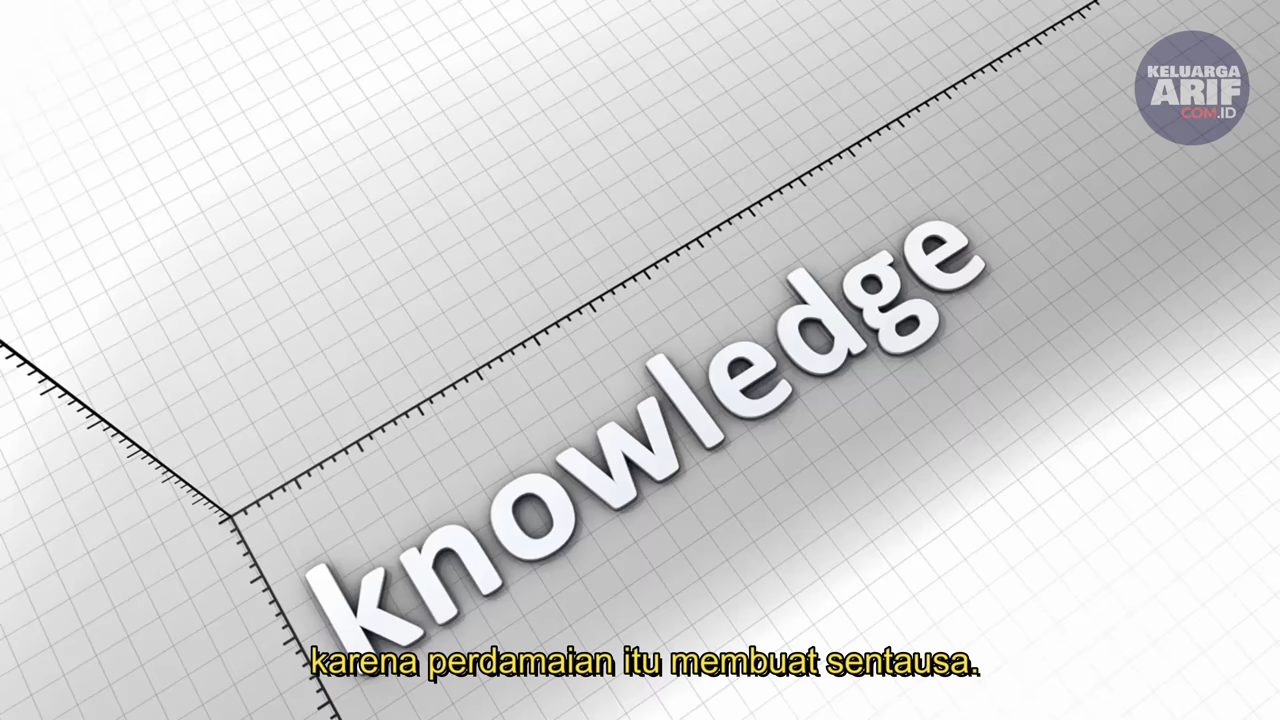 KELUARGA
ARIF
COM.ID
knowledge
karena perdamaian itu membuat sentausa.